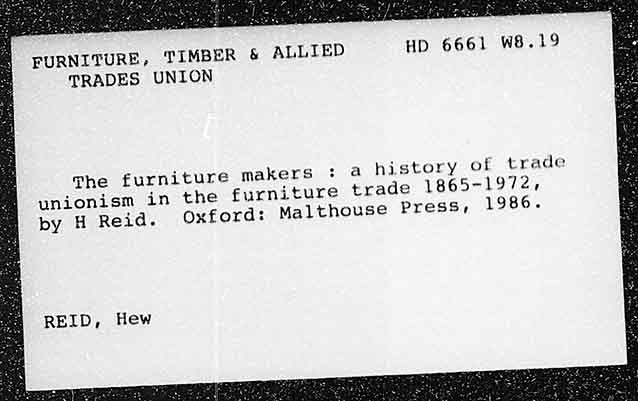 FURNITURE, TIMBER & ALLIED HD 6661 W8.19
TRADES UNION
The furniture makers : a history of trade
unionism in the furniture trade 1865-1972,
by H Reid. Oxford: Malthouse Press, 1986.
REID, Hew